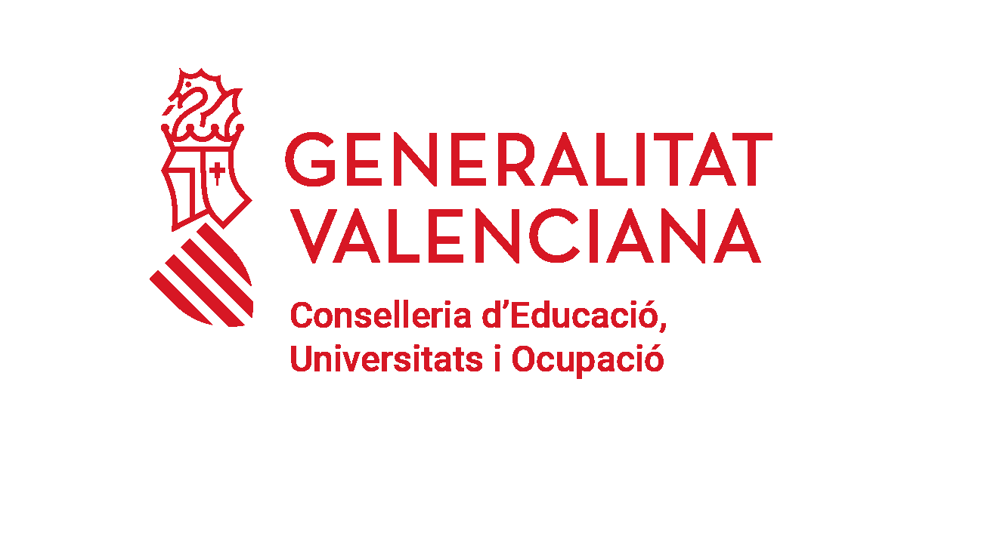 GENERALITAT
VALENCIANA
Conselleria d’Educació,
Universitats i Ocupació